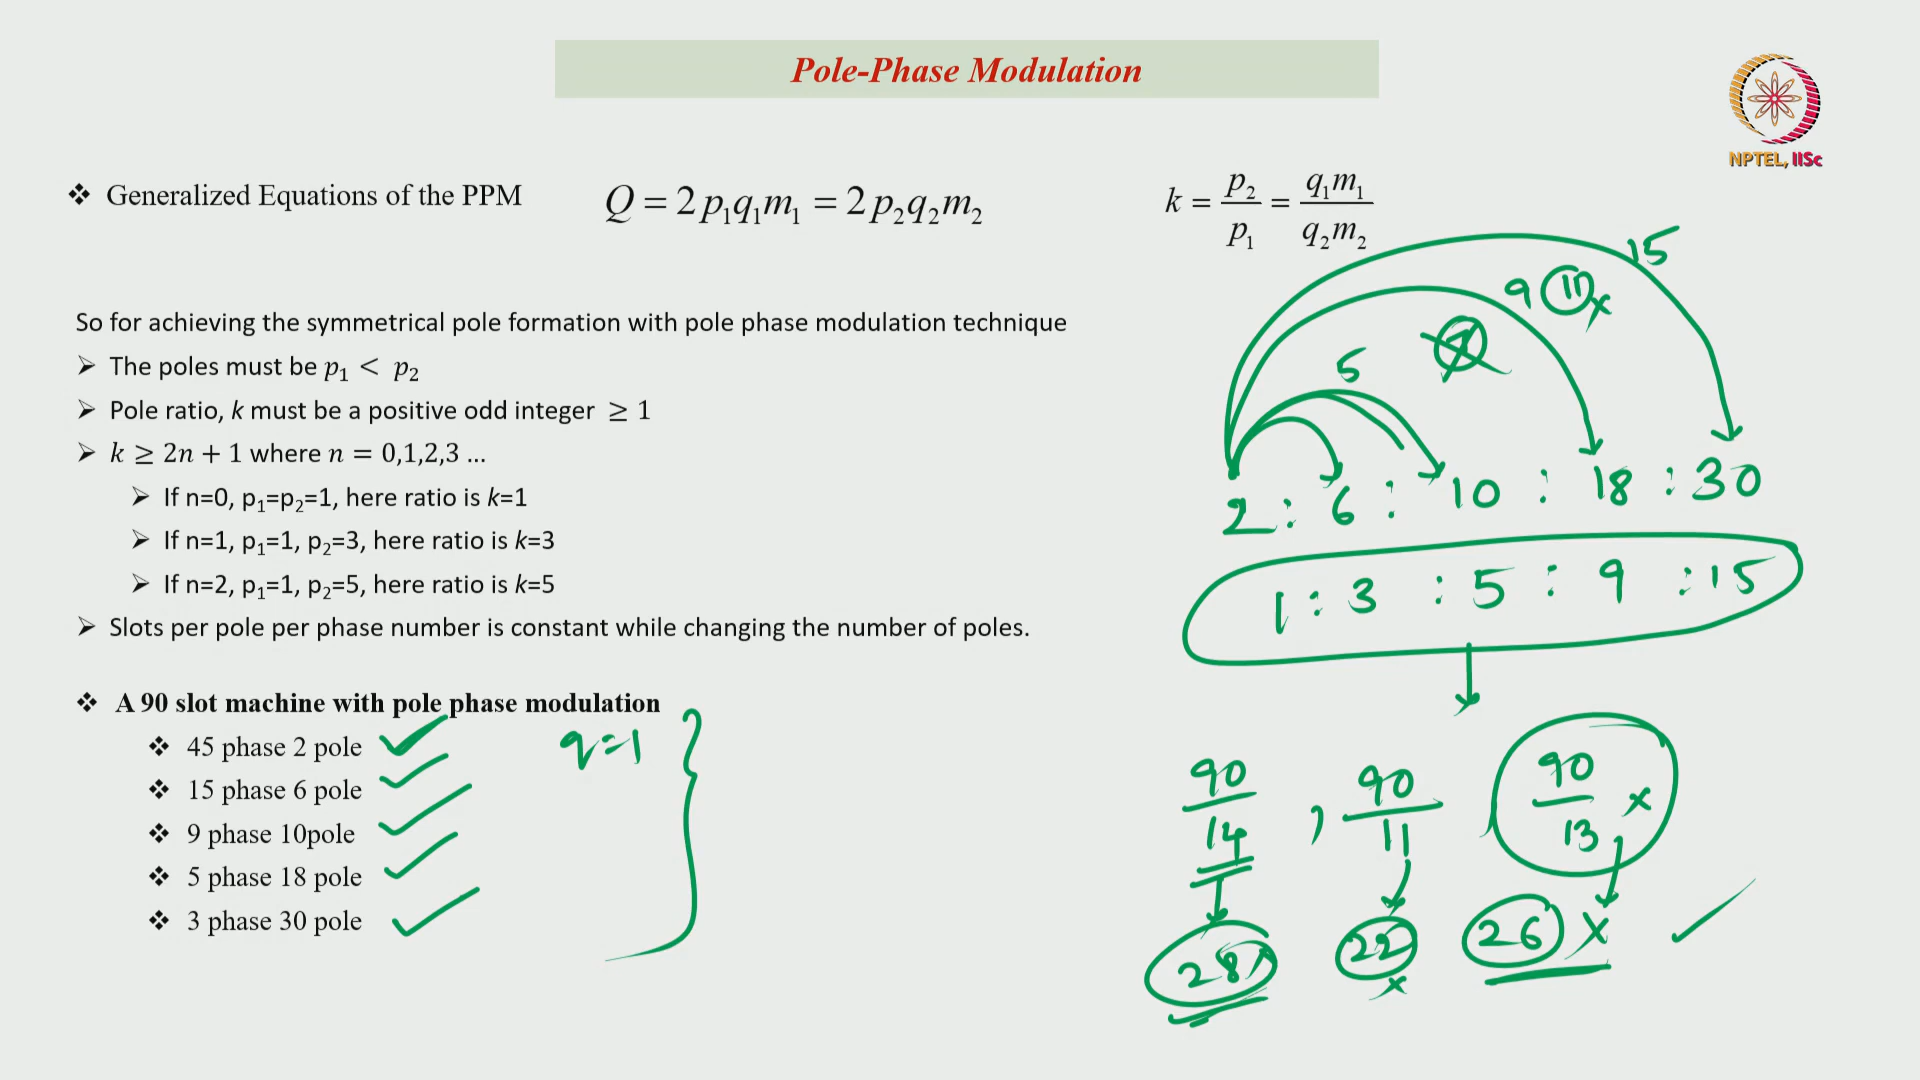 Pole-Phase Modulation
NPTEL, IISc
❖ Generalized Equations of the PPM
Q = 2p₁q₁m₁ = 2p₂q₂m₂
k = p₂/p₁ = q₁m₁/q₂m₂
So for achieving the symmetrical pole formation with pole phase modulation technique
➢ The poles must be p₁ < p₂
➢ Pole ratio, k must be a positive odd integer ≥ 1
➢ k ≥ 2n + 1 where n = 0,1,2,3 ...
➢ If n=0, p₁=p₂=1, here ratio is k=1
➢ If n=1, p₁=1, p₂=3, here ratio is k=3
➢ If n=2, p₁=1, p₂=5, here ratio is k=5
➢ Slots per pole per phase number is constant while changing the number of poles.
❖ A 90 slot machine with pole phase modulation
❖ 45 phase 2 pole
❖ 15 phase 6 pole
❖ 9 phase 10pole
❖ 5 phase 18 pole
❖ 3 phase 30 pole
q=1
15
9 11 x
5
2 : 6 : 10 : 18 : 30
1 : 3 : 5 : 9 : 15
90/14 , 90/11 90/13 x
28 22 x 26 x